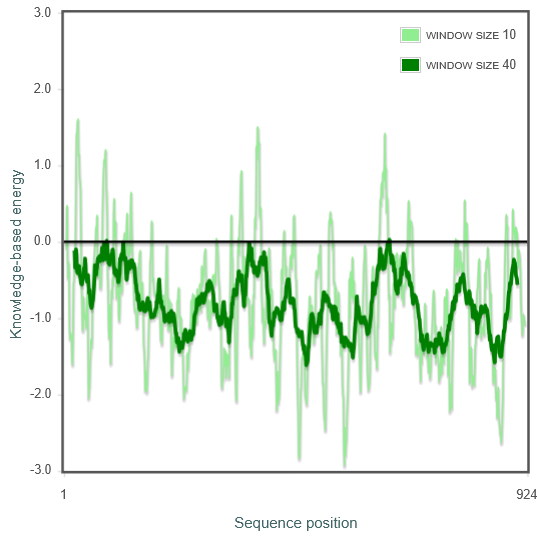 3.0
WINDOW SIZE 10
WINDOW SIZE 40
2.0
1.0
0.0
-1.0
-2.0
-3.0
Knowledge-based energy
1
924
Sequence position